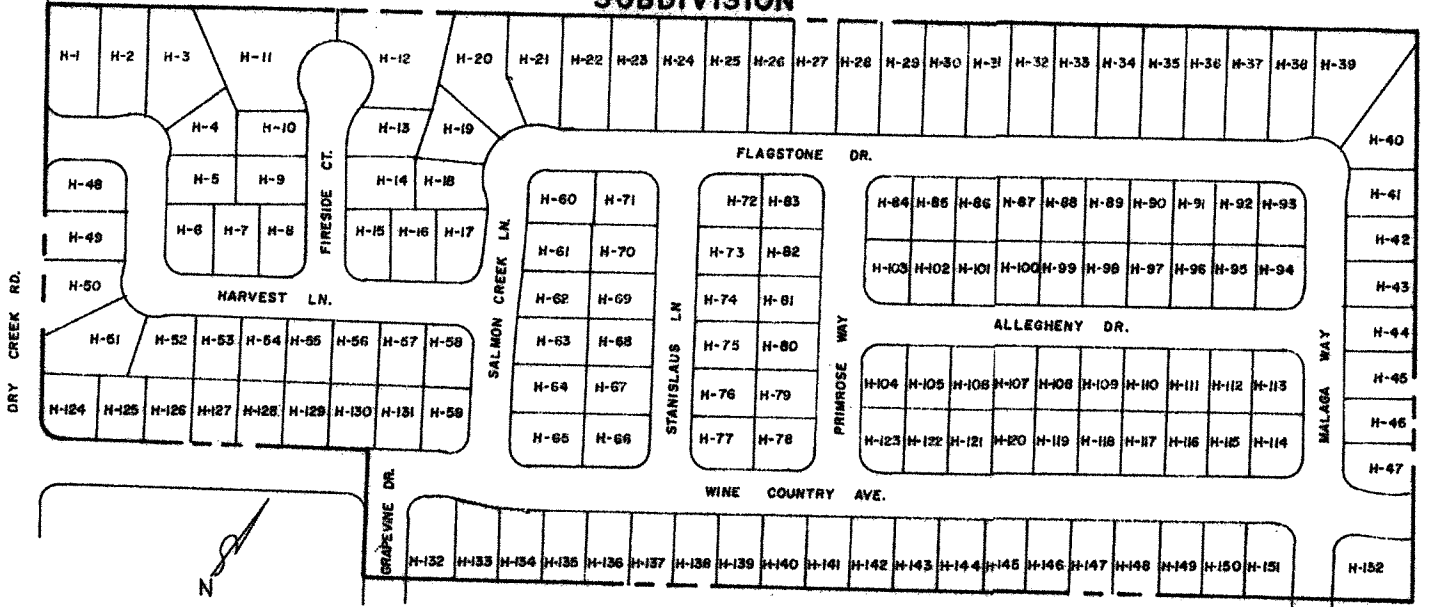 SUBDIVISION
H-1 H-2 H-3 H-11 H-12 H-20 H-21 H-22 H-23 H-24 H-25 H-26 H-27 H-28 H-29 H-30 H-31 H-32 H-33 H-34 H-35 H-36 H-37 H-38 H-39
H-4 H-10 H-13 H-19 H-40
FLAGSTONE DR.
H-48 H-5 H-9 FIRESIDE CT. H-14 H-18 H-60 H-71 H-72 H-83 H-84 H-85 H-86 H-87 H-88 H-89 H-90 H-91 H-92 H-93 H-41
H-49 H-6 H-7 H-8 H-15 H-16 H-17 H-61 H-70 H-73 H-82 H-103 H-102 H-101 H-100 H-99 H-98 H-97 H-96 H-95 H-94 H-42
H-50 HARVEST LN. SALMON CREEK LN. H-62 H-69 STANISLAUS LN H-74 H-81 H-43
DRY CREEK RD. H-51 H-52 H-53 H-54 H-55 H-56 H-57 H-58 H-63 H-68 H-75 H-80 PRIMROSE WAY ALLEGHENY DR. MALAGA WAY H-44
H-64 H-67 H-76 H-79 H-104 H-105 H-106 H-107 H-108 H-109 H-110 H-111 H-112 H-113 H-45
H-124 H-125 H-126 H-127 H-128 H-129 H-130 H-131 H-59 H-65 H-66 H-77 H-78 H-123 H-122 H-121 H-120 H-119 H-118 H-117 H-116 H-115 H-114 H-46
H-47
WINE COUNTRY AVE.
GRAPEVINE DR.
H-132 H-133 H-134 H-135 H-136 H-137 H-138 H-139 H-140 H-141 H-142 H-143 H-144 H-145 H-146 H-147 H-148 H-149 H-150 H-151 H-152
N